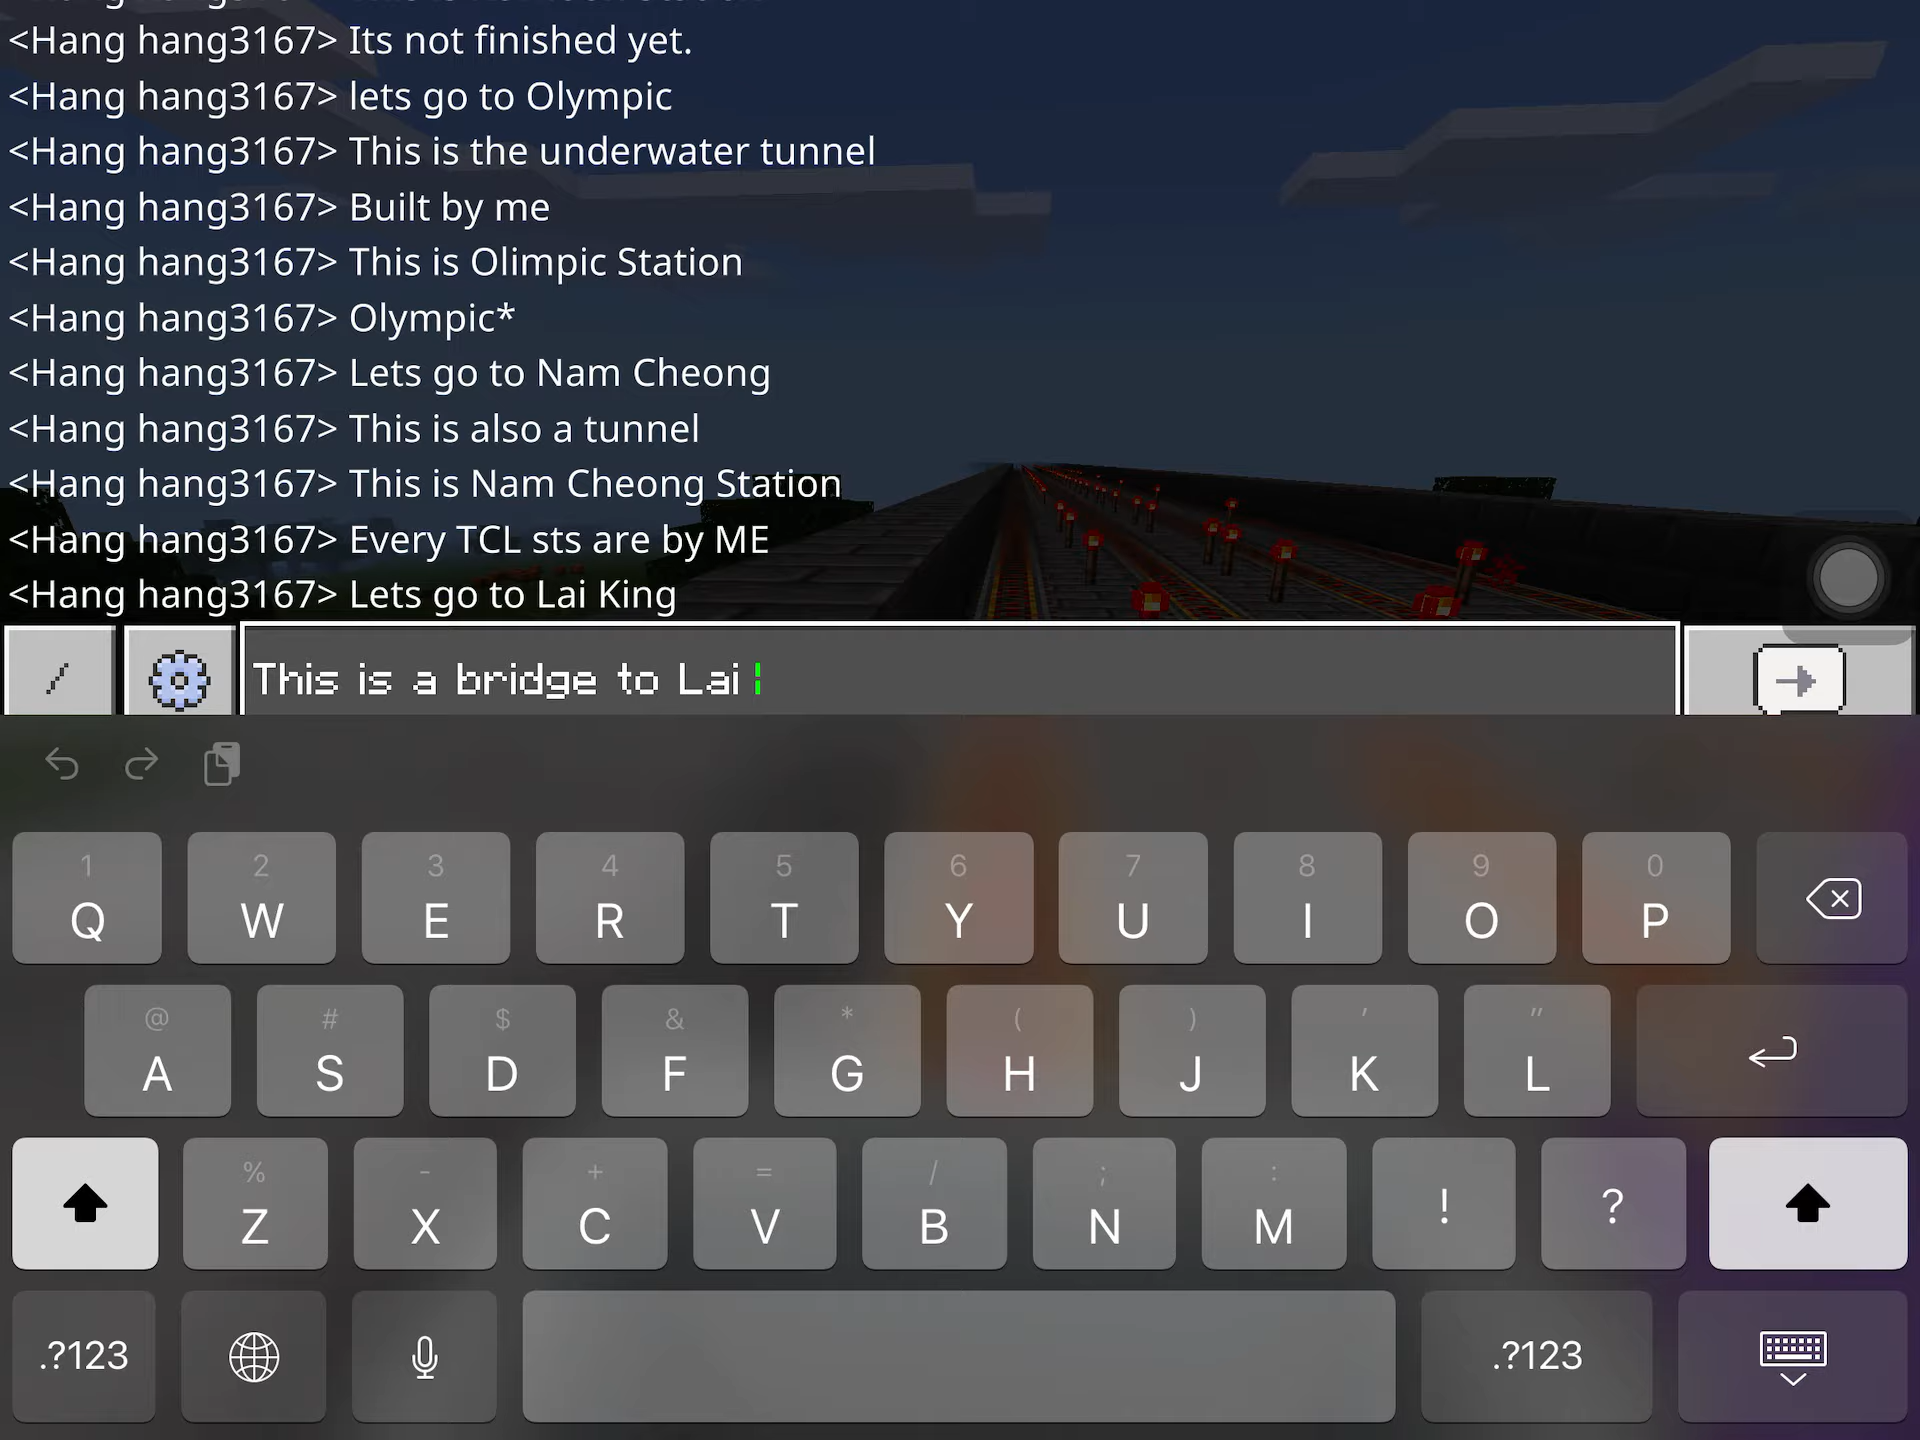 <Hang hang3167> Its not finished yet.
<Hang hang3167> lets go to Olympic
<Hang hang3167> This is the underwater tunnel
<Hang hang3167> Built by me
<Hang hang3167> This is Olimpic Station
<Hang hang3167> Olympic*
<Hang hang3167> Lets go to Nam Cheong
<Hang hang3167> This is also a tunnel
<Hang hang3167> This is Nam Cheong Station
<Hang hang3167> Every TCL sts are by ME
<Hang hang3167> Lets go to Lai King
/
This is a bridge to Lai
1 2 3 4 5 6 7 8 9 0
Q W E R T Y U I O P
@ # $ & * ( ) ' "
A S D F G H J K L
% - + = / ; :
Z X C V B N M ! ?
.?123 .?123